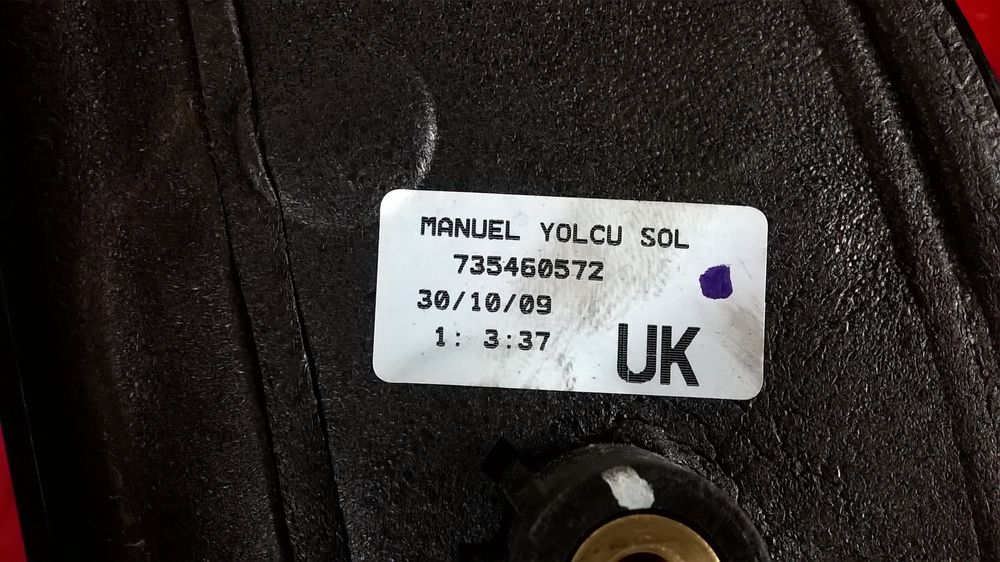 MANUEL YOLCU SOL
735460572
30/10/09
1: 3:37
UK